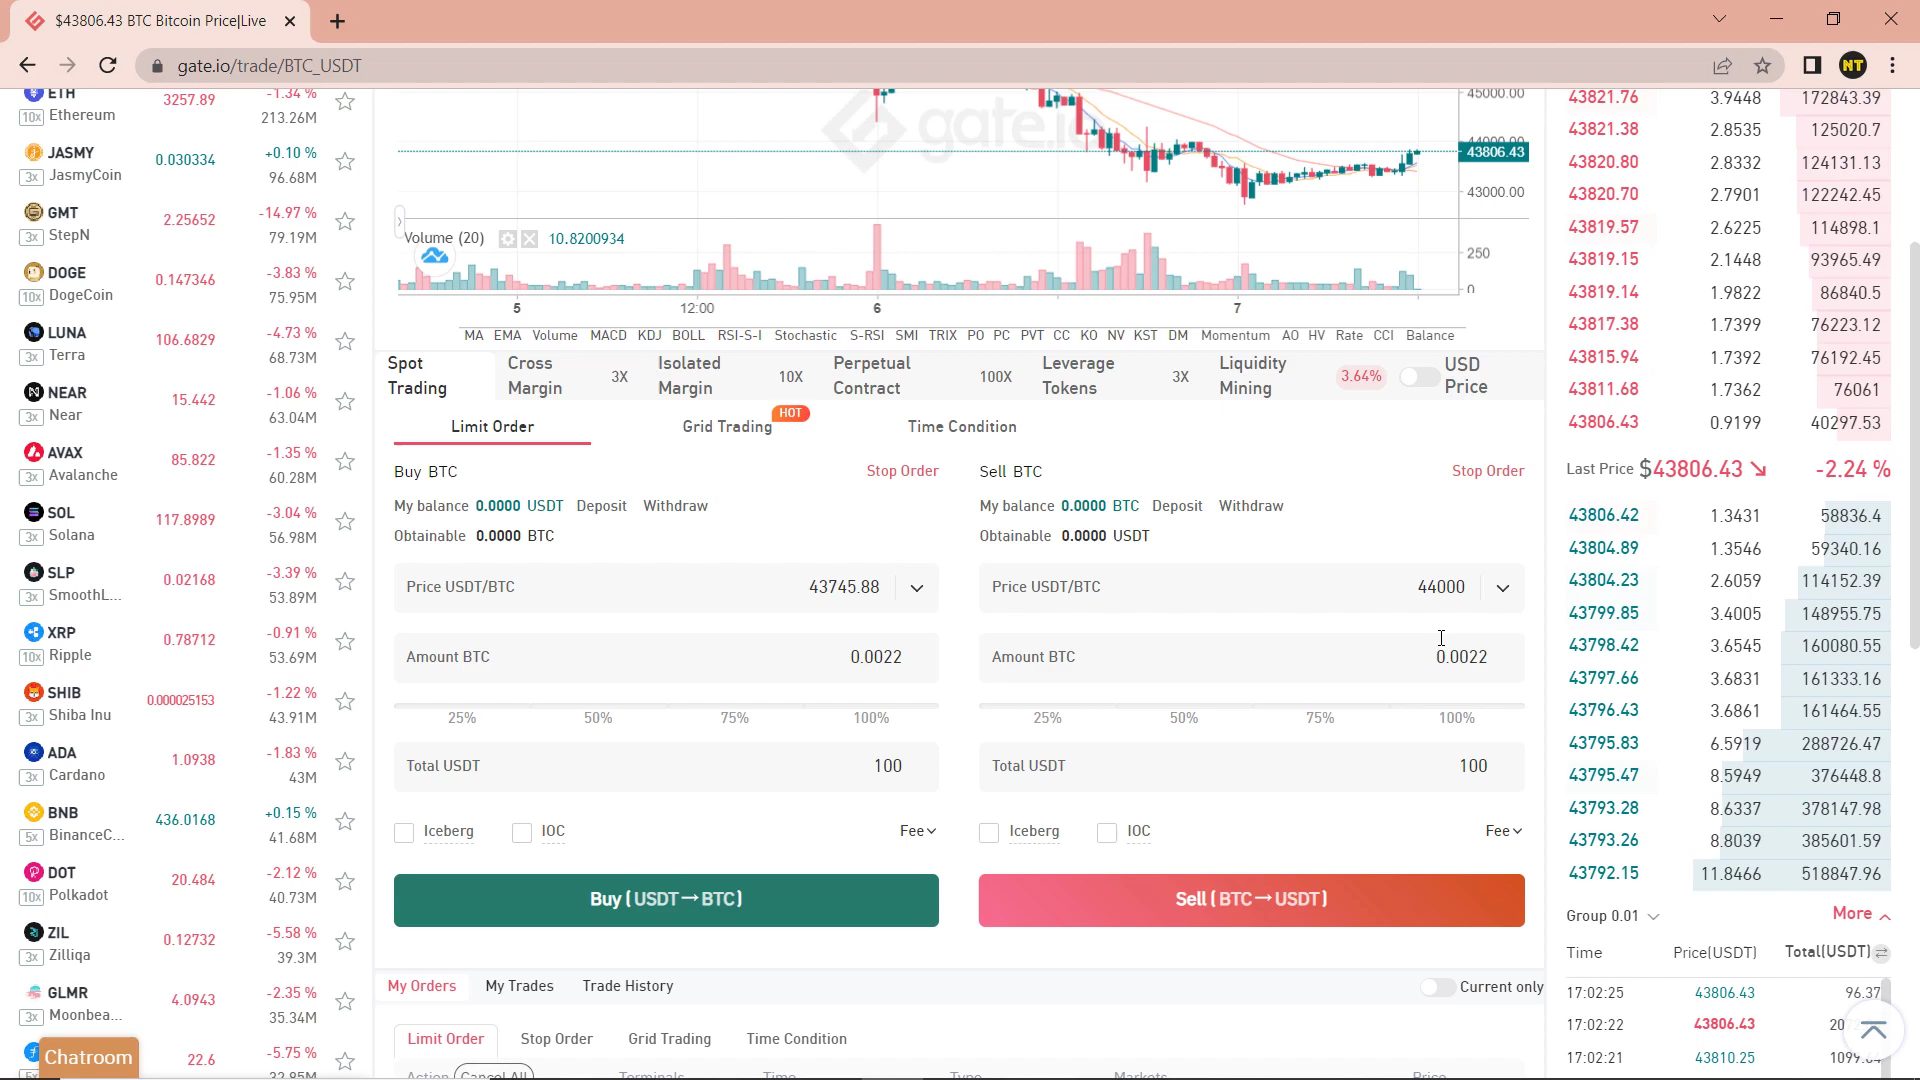 $43806.43 BTC Bitcoin Price|Live
gate.io/trade/BTC_USDT
NT
ETH 3257.89 -1.34 %
10x Ethereum 213.26M
JASMY 0.030334 +0.10 %
3x JasmyCoin 96.68M
GMT 2.25652 -14.97 %
3x StepN 79.19M
DOGE 0.147346 -3.83 %
10x DogeCoin 75.95M
LUNA 106.6829 -4.73 %
3x Terra 68.73M
NEAR 15.442 -1.06 %
3x Near 63.04M
AVAX 85.822 -1.35 %
3x Avalanche 60.28M
SOL 117.8989 -3.04 %
3x Solana 56.98M
SLP 0.02168 -3.39 %
3x SmoothL... 53.89M
XRP 0.78712 -0.91 %
10x Ripple 53.69M
SHIB 0.000025153 -1.22 %
3x Shiba Inu 43.91M
ADA 1.0938 -1.83 %
3x Cardano 43M
BNB 436.0168 +0.15 %
5x BinanceC... 41.68M
DOT 20.484 -2.12 %
10x Polkadot 40.73M
ZIL 0.12732 -5.58 %
3x Zilliqa 39.3M
GLMR 4.0943 -2.35 %
3x Moonbea... 35.34M
22.6 -5.75 %
Chatroom
32.85M
gate.io
45000.00
44000.00
43806.43
43000.00
Volume (20) 10.8200934
250
0
5 12:00 6 7
MA EMA Volume MACD KDJ BOLL RSI-S-I Stochastic S-RSI SMI TRIX PO PC PVT CC KO NV KST DM Momentum AO HV Rate CCI Balance
Spot Trading
Cross Margin 3X
Isolated Margin 10X
Perpetual Contract 100X
Leverage Tokens 3X
Liquidity Mining 3.64%
USD Price
Limit Order Grid Trading HOT Time Condition
Buy BTC Stop Order
My balance 0.0000 USDT Deposit Withdraw
Obtainable 0.0000 BTC
Price USDT/BTC 43745.88
Amount BTC 0.0022
25% 50% 75% 100%
Total USDT 100
Iceberg IOC Fee
Buy ( USDT→BTC )
Sell BTC Stop Order
My balance 0.0000 BTC Deposit Withdraw
Obtainable 0.0000 USDT
Price USDT/BTC 44000
Amount BTC 0.0022
25% 50% 75% 100%
Total USDT 100
Iceberg IOC Fee
Sell ( BTC→USDT )
My Orders My Trades Trade History Current only
Limit Order Stop Order Grid Trading Time Condition
Action Cancel All Terminals Time Type Markets Price
43821.76 3.9448 172843.39
43821.38 2.8535 125020.7
43820.80 2.8332 124131.13
43820.70 2.7901 122242.45
43819.57 2.6225 114898.1
43819.15 2.1448 93965.49
43819.14 1.9822 86840.5
43817.38 1.7399 76223.12
43815.94 1.7392 76192.45
43811.68 1.7362 76061
43806.43 0.9199 40297.53
Last Price $43806.43 ↘ -2.24 %
43806.42 1.3431 58836.4
43804.89 1.3546 59340.16
43804.23 2.6059 114152.39
43799.85 3.4005 148955.75
43798.42 3.6545 160080.55
43797.66 3.6831 161333.16
43796.43 3.6861 161464.55
43795.83 6.5919 288726.47
43795.47 8.5949 376448.8
43793.28 8.6337 378147.98
43793.26 8.8039 385601.59
43792.15 11.8466 518847.96
Group 0.01 More
Time Price(USDT) Total(USDT)
17:02:25 43806.43 96.37
17:02:22 43806.43
17:02:21 43810.25